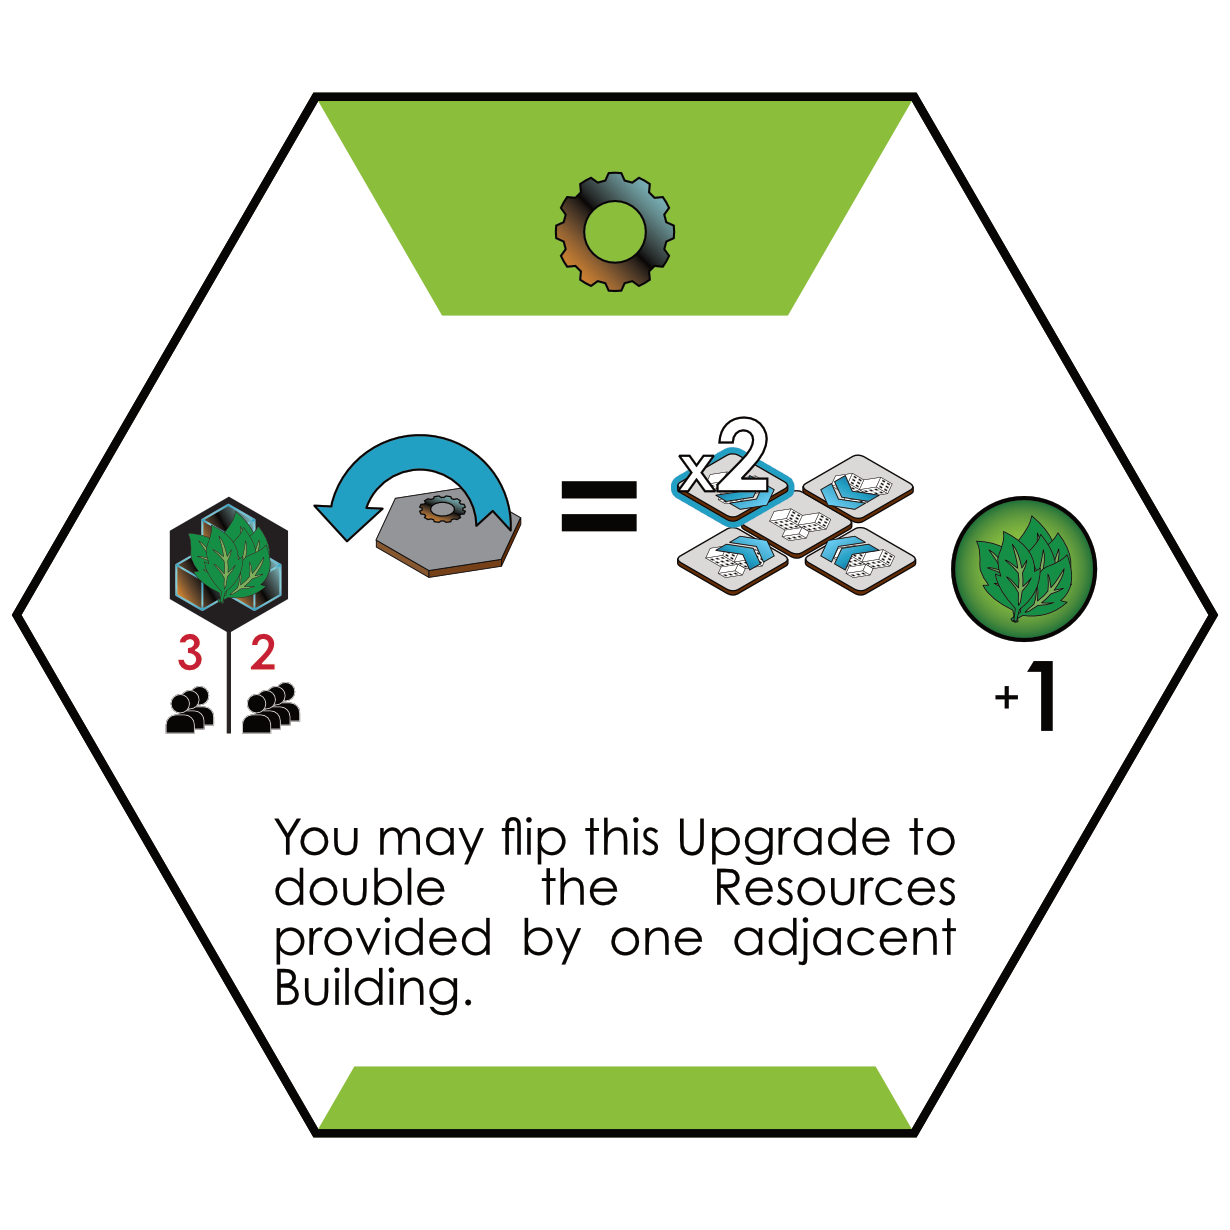 x2
3 2
+1
You may flip this Upgrade to
double the Resources
provided by one adjacent
Building.